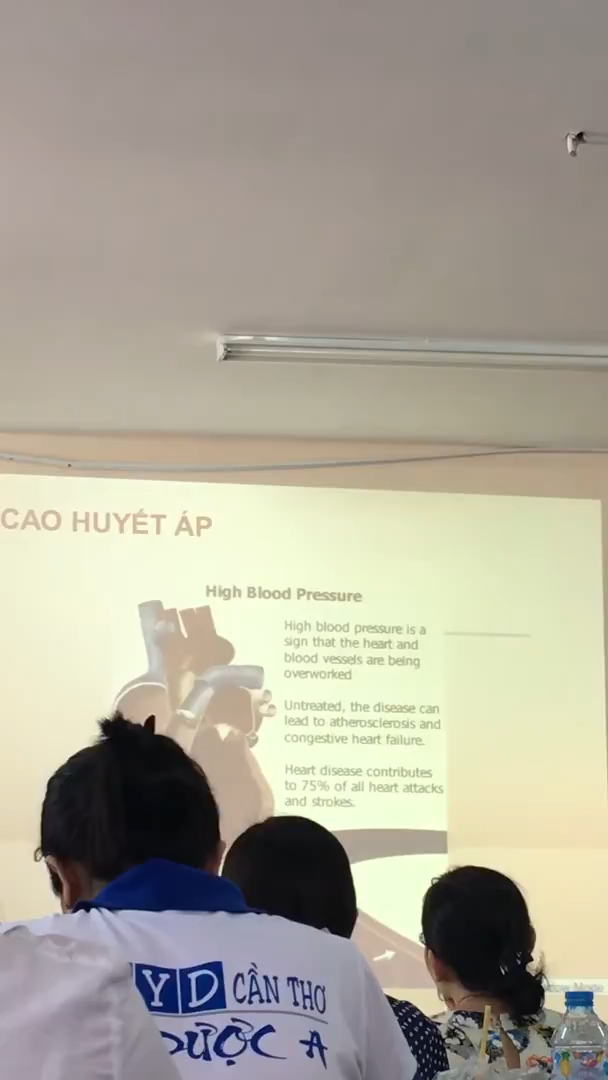 CAO HUYẾT ÁP
High Blood Pressure
High blood pressure is a
sign that the heart and
blood vessels are being
overworked
Untreated, the disease can
lead to atherosclerosis and
congestive heart failure.
Heart disease contributes
to 75% of all heart attacks
and strokes.
YD CẦN THƠ
DƯỢC A